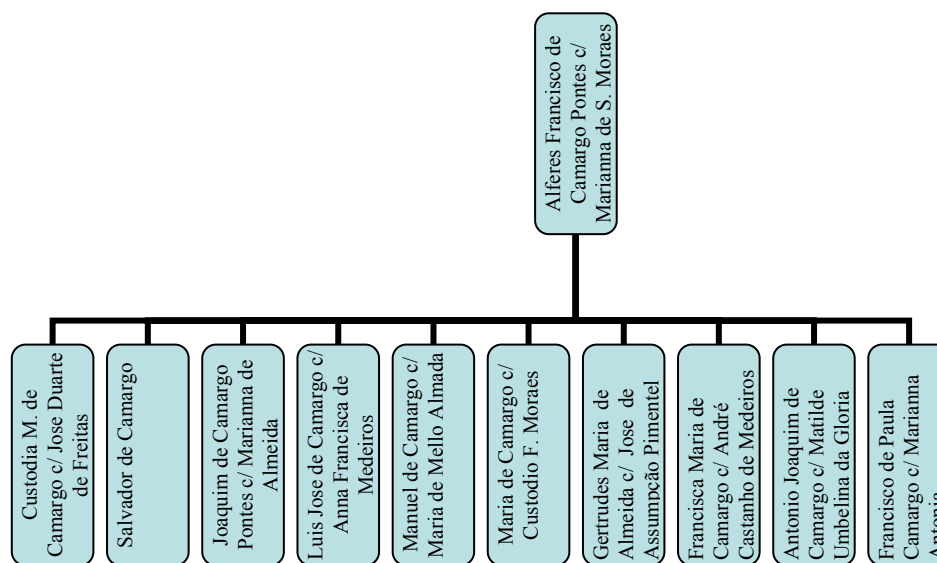 Alferes Francisco de
Camargo Pontes c/
Marianna de S. Moraes
Custodia M. de
Camargo c/ Jose Duarte
de Freitas
Salvador de Camargo
Joaquim de Camargo
Pontes c/ Marianna de
Almeida
Luis Jose de Camargo c/
Anna Francisca de
Medeiros
Manuel de Camargo c/
Maria de Mello Almada
Maria de Camargo c/
Custodio F. Moraes
Gertrudes Maria de
Almeida c/ Jose de
Assumpção Pimentel
Francisca Maria de
Camargo c/ André
Castanho de Medeiros
Antonio Joaquim de
Camargo c/ Matilde
Umbelina da Gloria
Francisco de Paula
Camargo c/ Marianna
Antonia